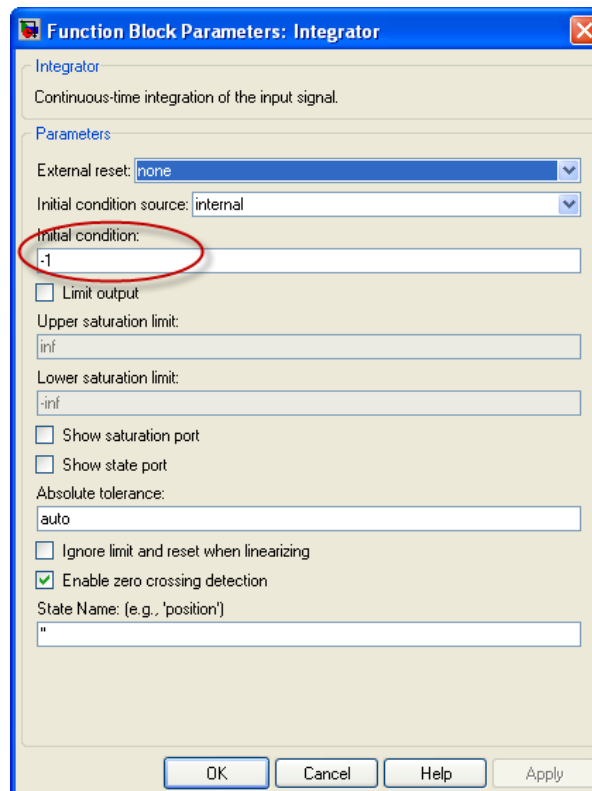 Function Block Parameters: Integrator
Integrator
Continuous-time integration of the input signal.
Parameters
External reset: none
Initial condition source: internal
Initial condition:
-1
Limit output
Upper saturation limit:
inf
Lower saturation limit:
-inf
Show saturation port
Show state port
Absolute tolerance:
auto
Ignore limit and reset when linearizing
Enable zero crossing detection
State Name: (e.g., 'position')
''
OK Cancel Help Apply